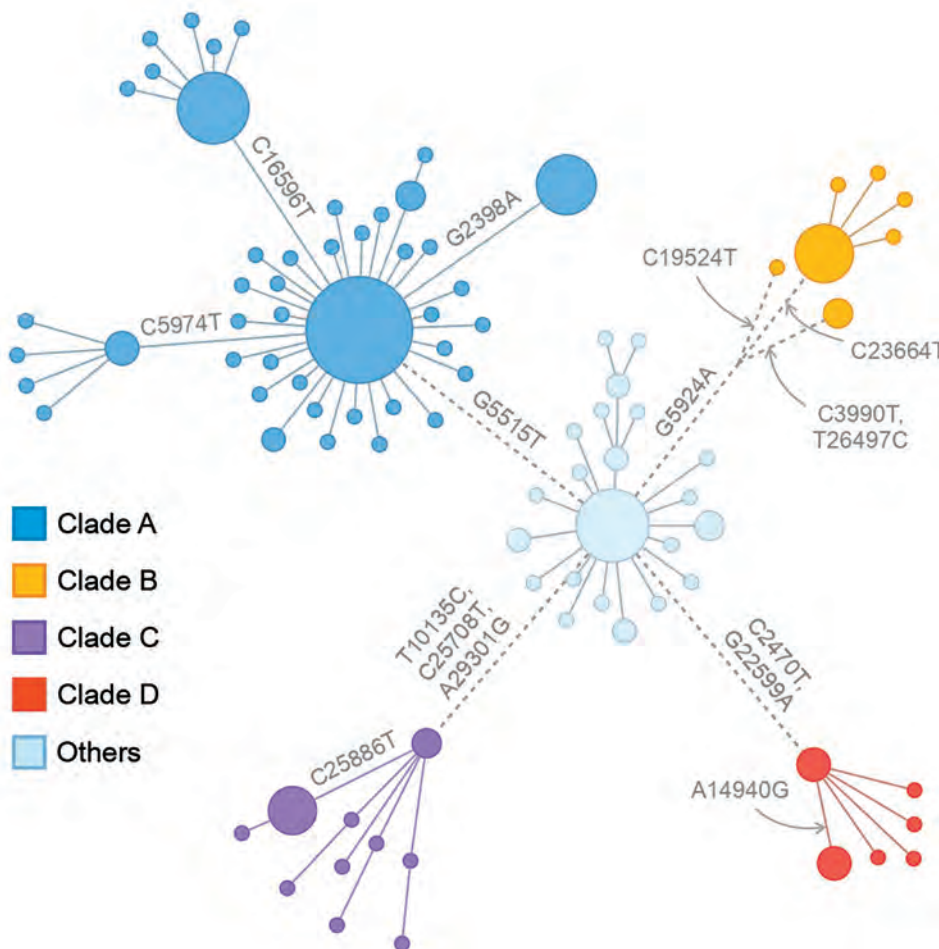 C16596T
G2398A
C5974T
G5515T
C19524T
G5924A
C23664T
C3990T,
T26497C
Clade A
Clade B
Clade C
Clade D
Others
T10135C,
C25708T,
A29301G
C2470T,
G22599A
C25886T
A14940G